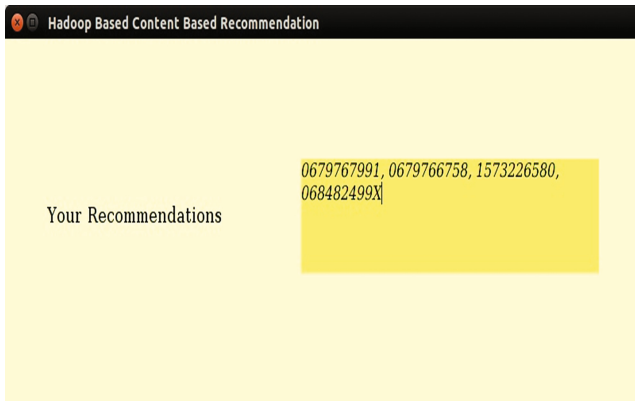 Hadoop Based Content Based Recommendation
0679767991, 0679766758, 1573226580,
068482499X
Your Recommendations